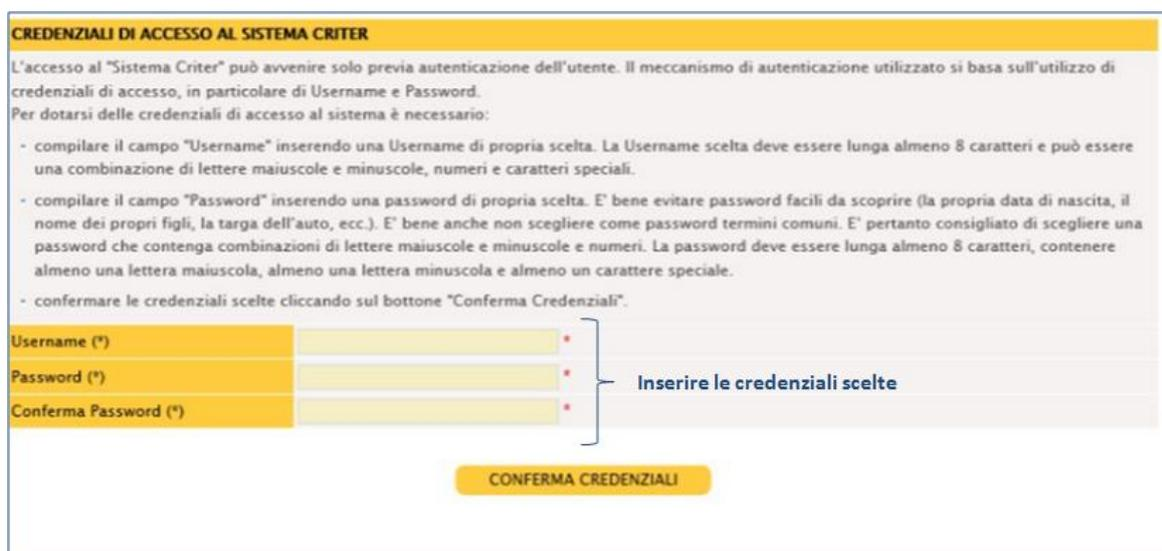 CREDENZIALI DI ACCESSO AL SISTEMA CRITER
L'accesso al "Sistema Criter" può avvenire solo previa autenticazione dell'utente. Il meccanismo di autenticazione utilizzato si basa sull'utilizzo di
credenziali di accesso, in particolare di Username e Password.
Per dotarsi delle credenziali di accesso al sistema è necessario:
- compilare il campo "Username" inserendo una Username di propria scelta. La Username scelta deve essere lunga almeno 8 caratteri e può essere
una combinazione di lettere maiuscole e minuscole, numeri e caratteri speciali.
- compilare il campo "Password" inserendo una password di propria scelta. E' bene evitare password facili da scoprire (la propria data di nascita, il
nome dei propri figli, la targa dell'auto, ecc.). E' bene anche non scegliere come password termini comuni. E' pertanto consigliato di scegliere una
password che contenga combinazioni di lettere maiuscole e minuscole e numeri. La password deve essere lunga almeno 8 caratteri, contenere
almeno una lettera maiuscola, almeno una lettera minuscola e almeno un carattere speciale.
- confermare le credenziali scelte cliccando sul bottone "Conferma Credenziali".
Username (*) *
Password (*) *
Inserire le credenziali scelte
Conferma Password (*) *
CONFERMA CREDENZIALI